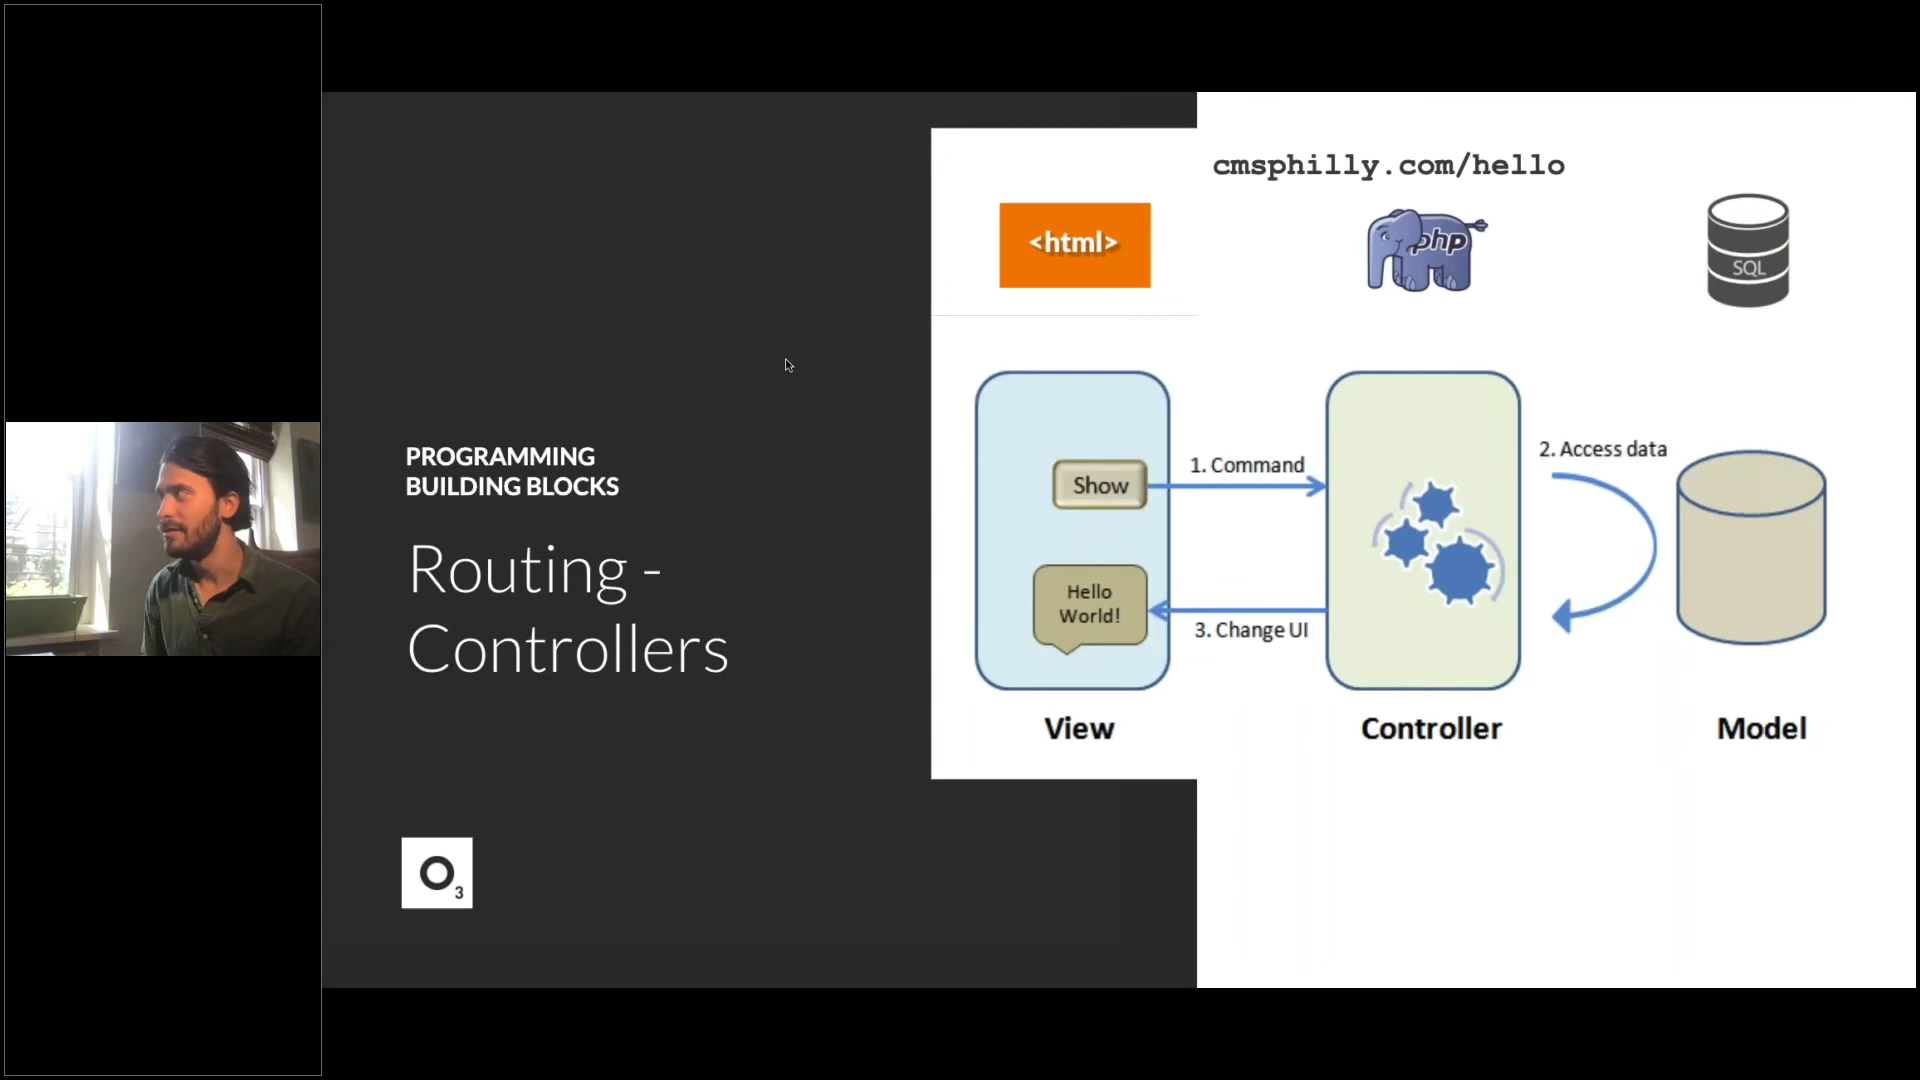 PROGRAMMING
BUILDING BLOCKS
Routing -
Controllers
O3
cmsphilly.com/hello
<html>
php
SQL
Show
1. Command
2. Access data
Hello
World!
3. Change UI
View
Controller
Model